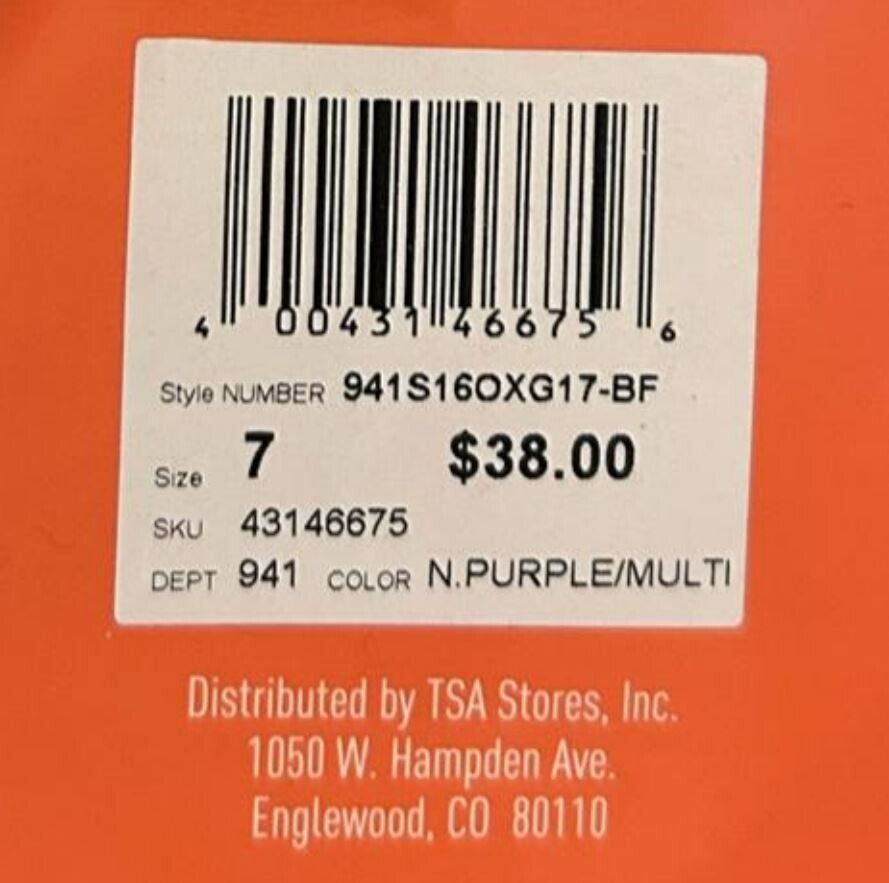 4 00431 46675 6
Style NUMBER 941S16OXG17-BF
Size 7 $38.00
SKU 43146675
DEPT 941 COLOR N.PURPLE/MULTI
Distributed by TSA Stores, Inc.
1050 W. Hampden Ave.
Englewood, CO 80110